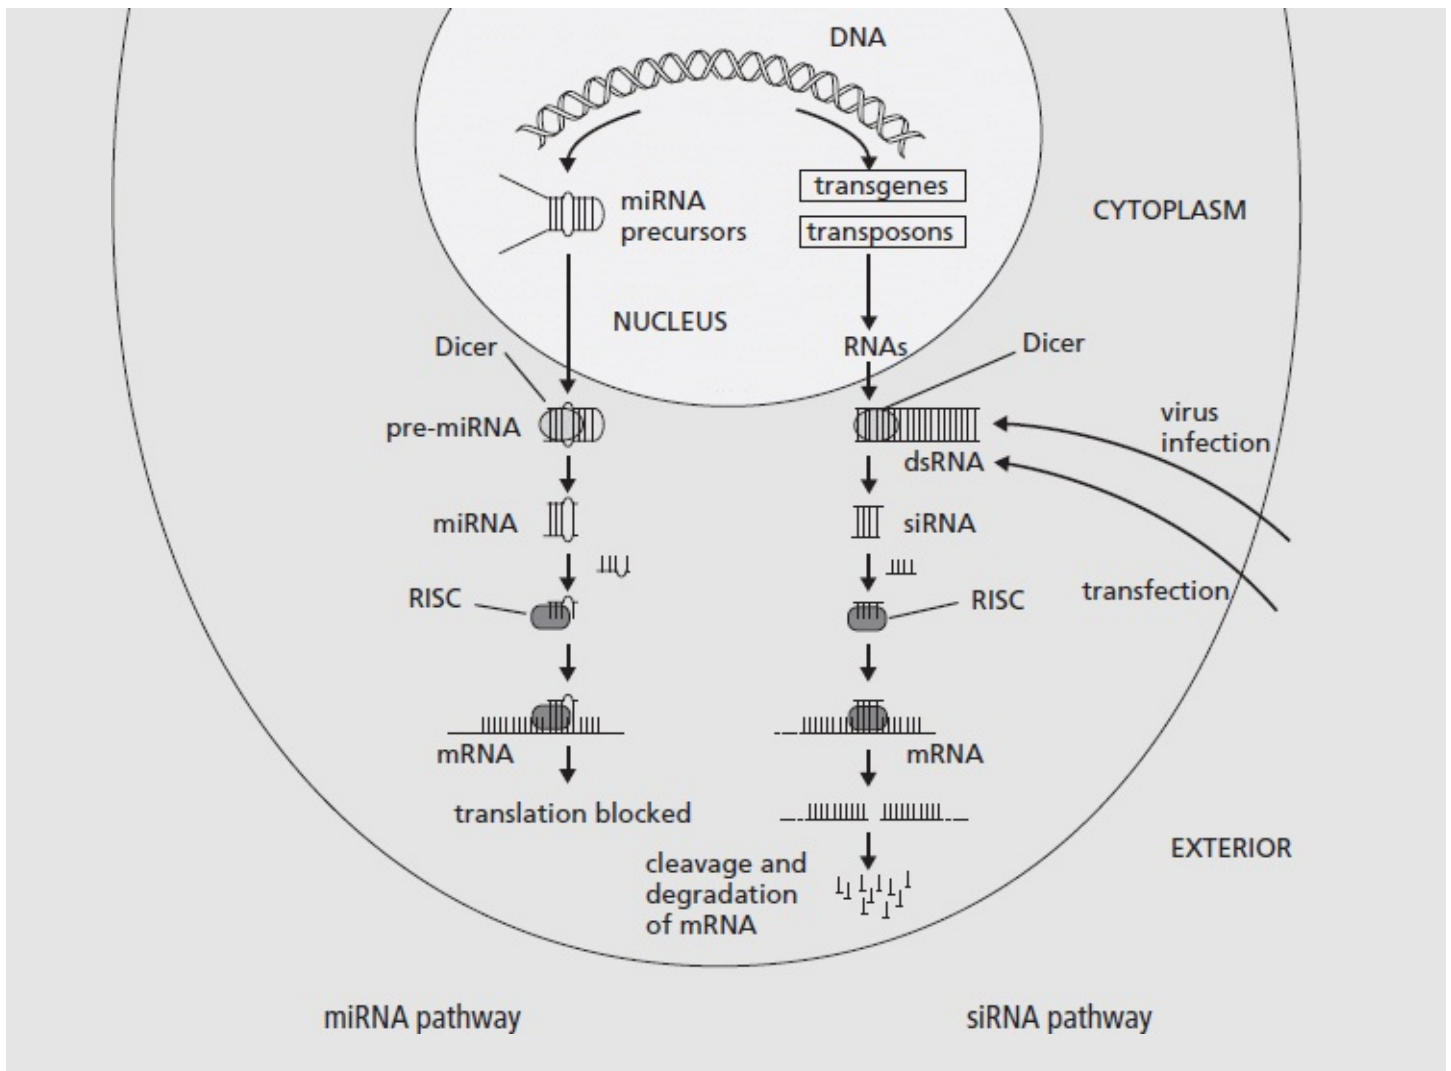 DNA
miRNA
precursors
transgenes
transposons
CYTOPLASM
NUCLEUS
Dicer
RNAs
Dicer
pre-miRNA
dsRNA
virus
infection
miRNA
siRNA
RISC
RISC
transfection
mRNA
mRNA
translation blocked
cleavage and
degradation
of mRNA
EXTERIOR
miRNA pathway
siRNA pathway